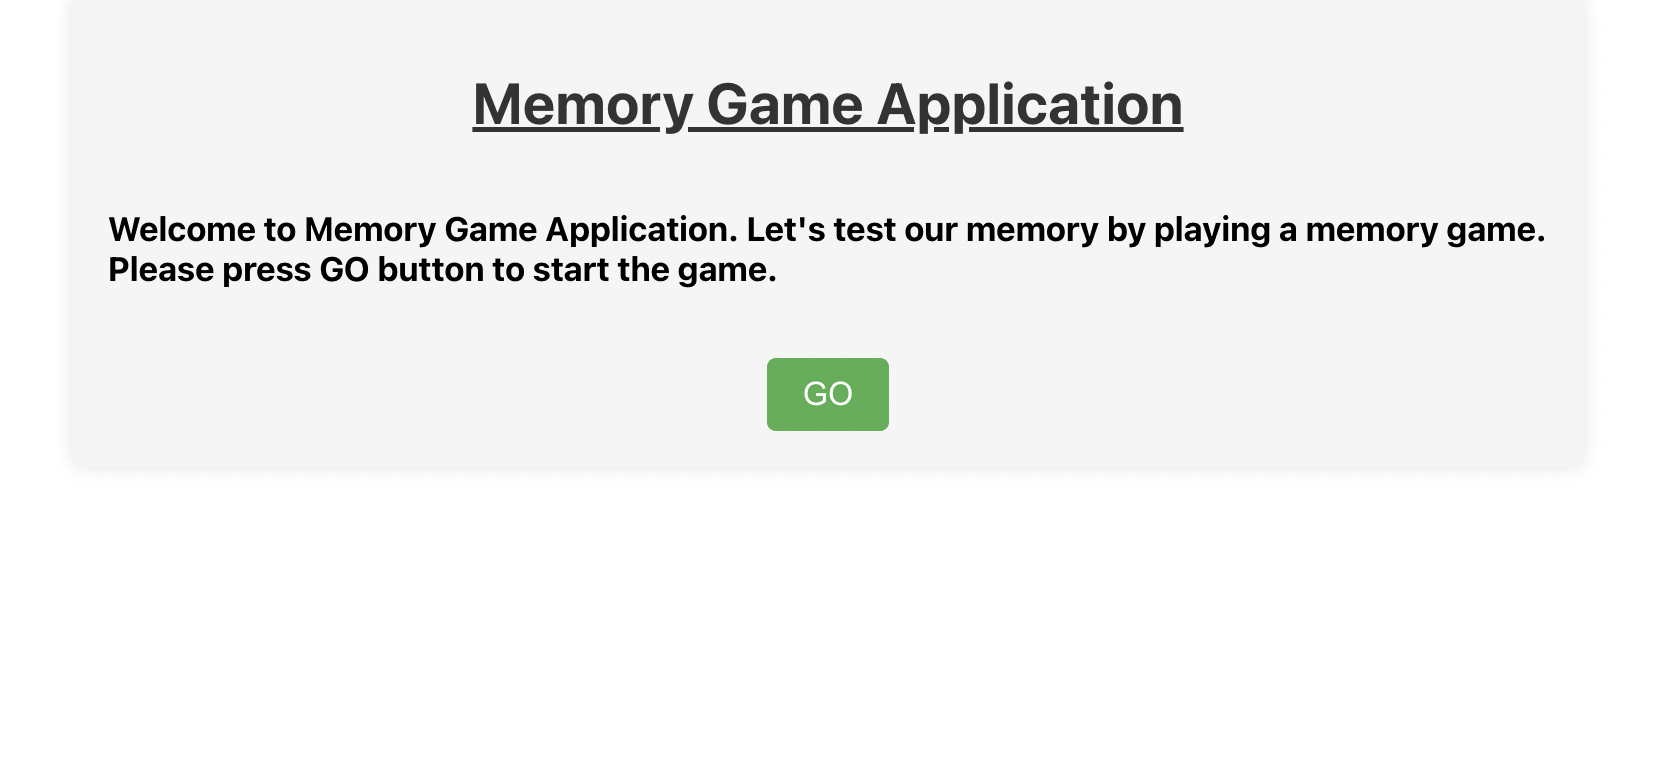 Memory Game Application
Welcome to Memory Game Application. Let's test our memory by playing a memory game.
Please press GO button to start the game.
GO